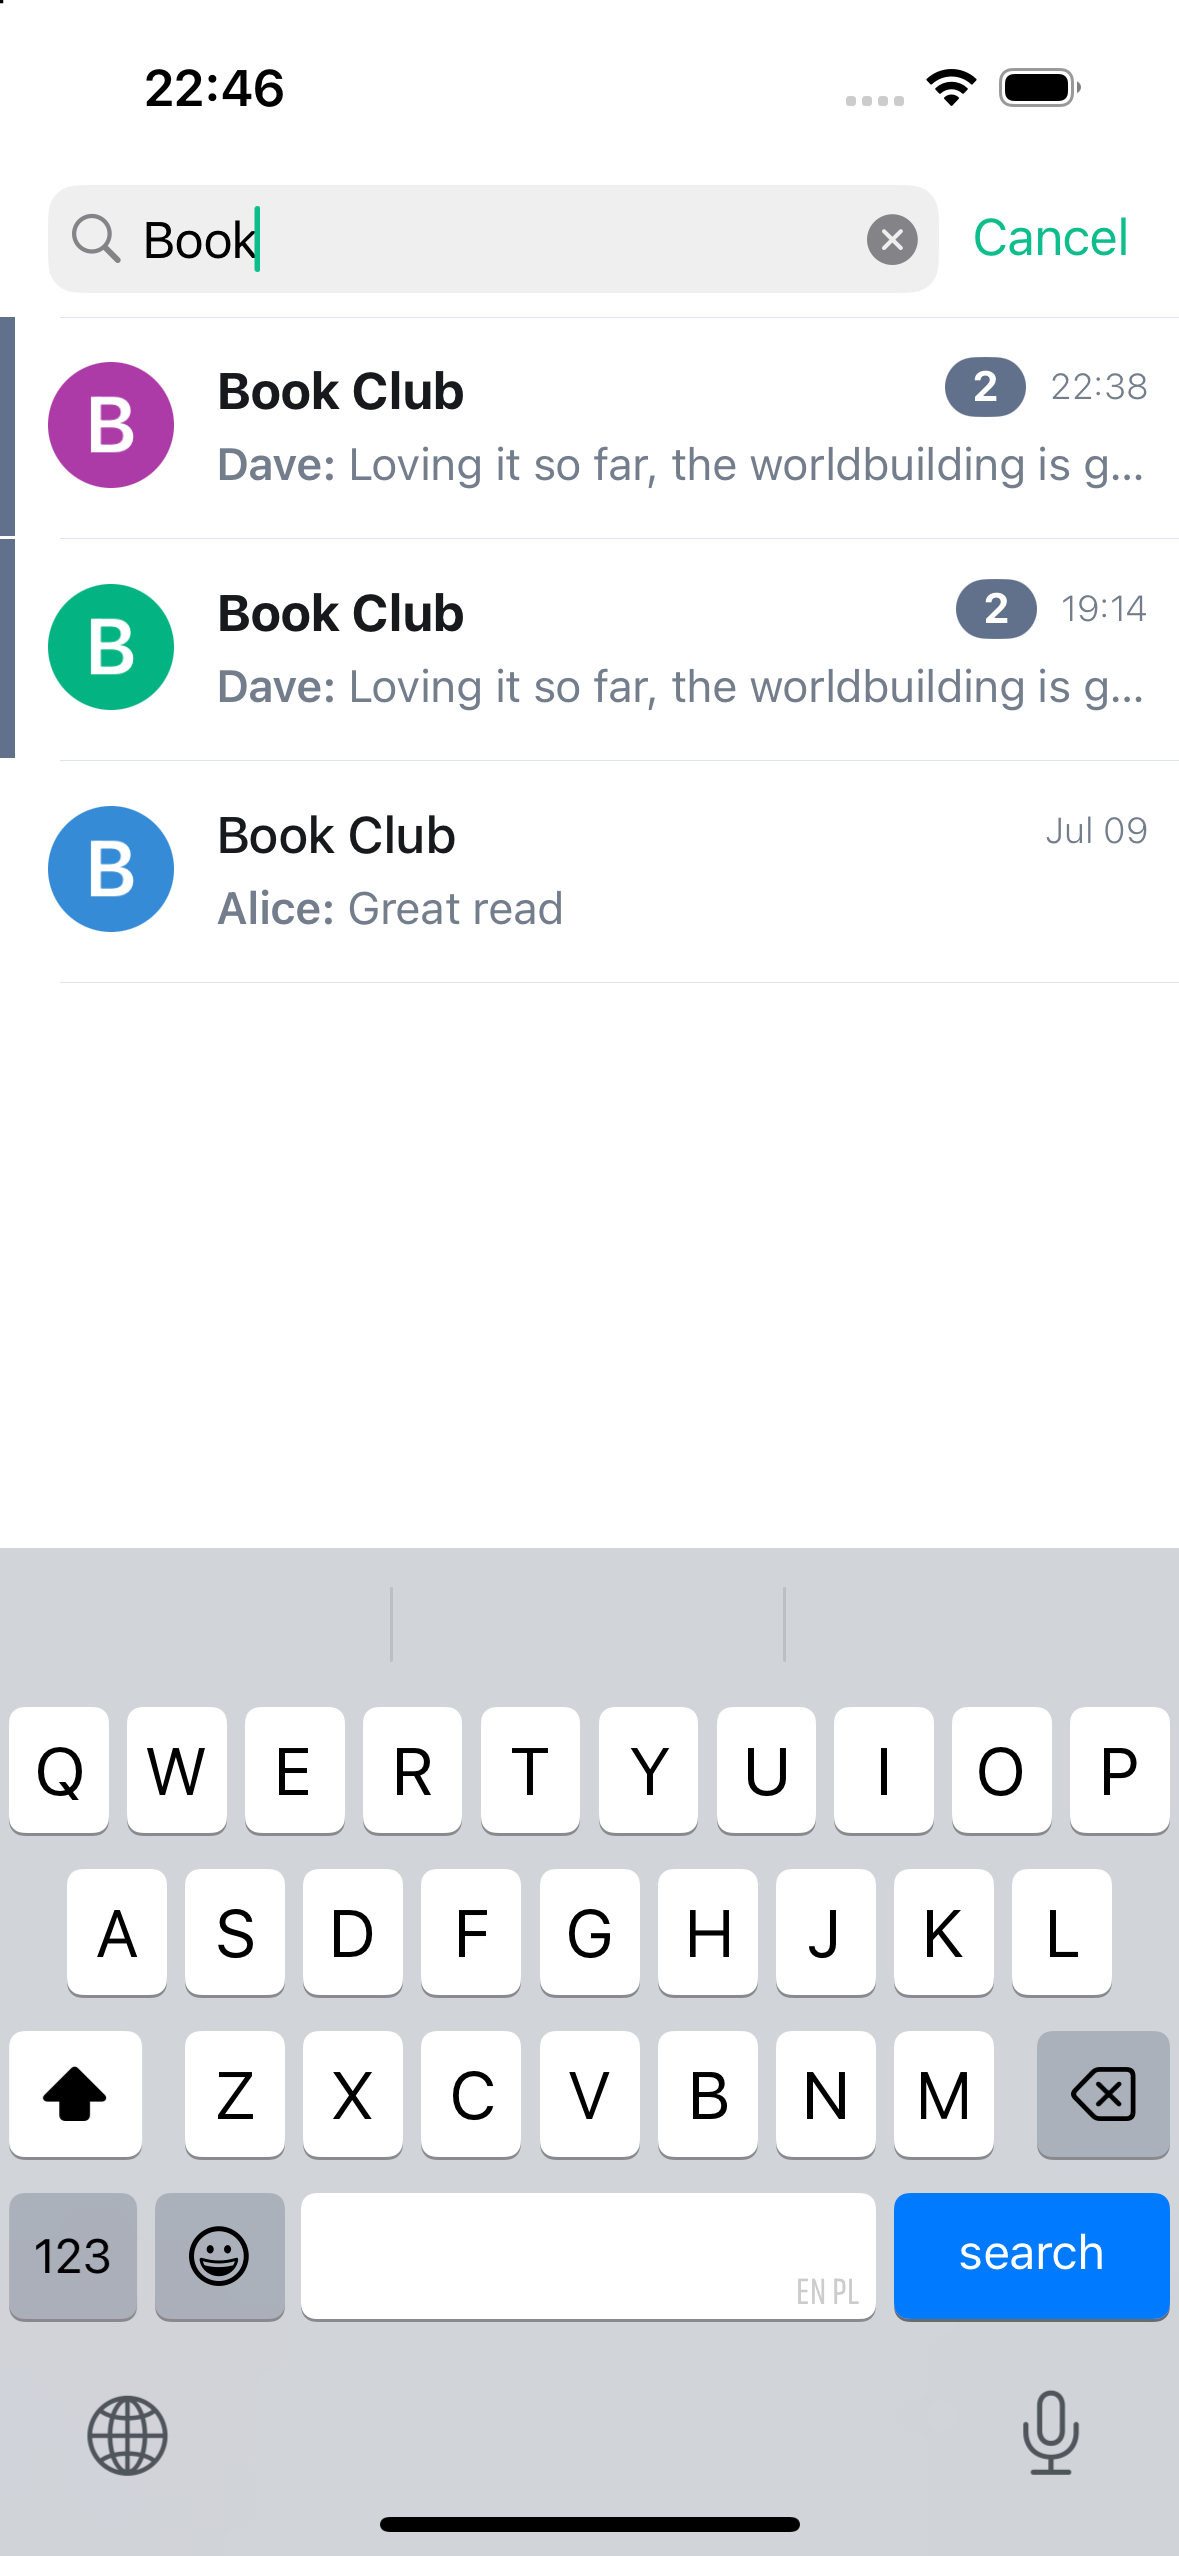 22:46
Book
Cancel
B
Book Club
2
22:38
Dave: Loving it so far, the worldbuilding is g...
B
Book Club
2
19:14
Dave: Loving it so far, the worldbuilding is g...
B
Book Club
Jul 09
Alice: Great read
Q W E R T Y U I O P
A S D F G H J K L
Z X C V B N M
123
EN PL
search